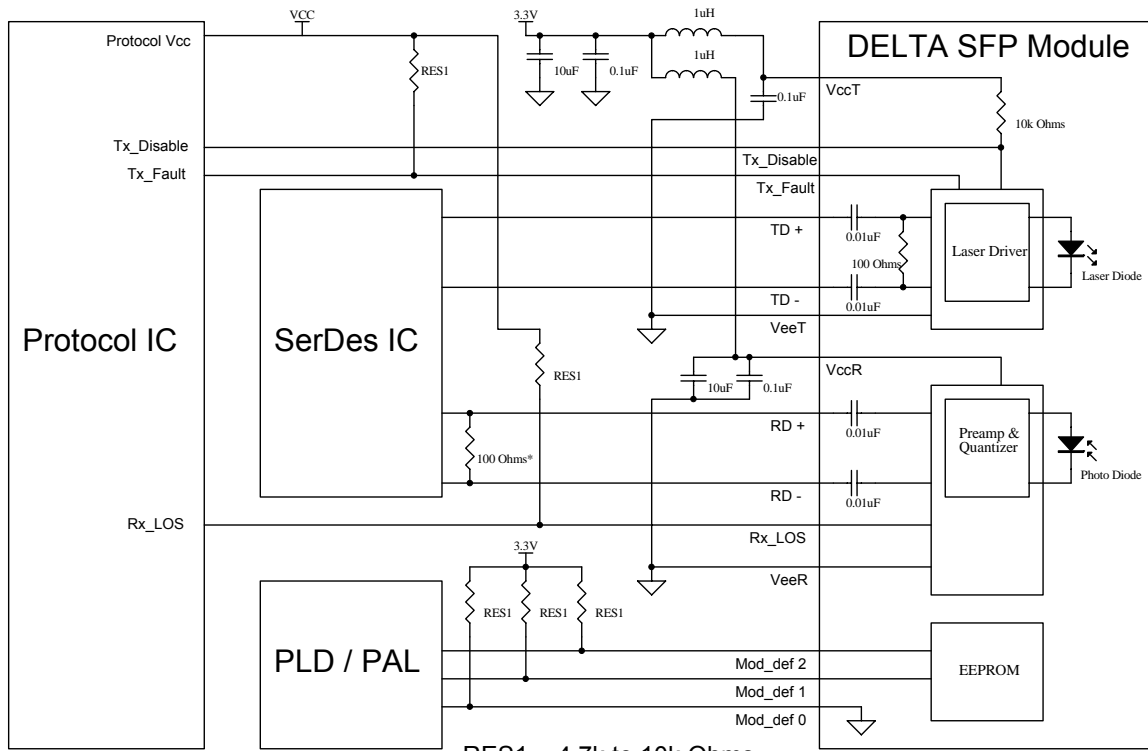 VCC
3.3V
1uH
1uH
DELTA SFP Module
Protocol Vcc
RES1
10uF
0.1uF
0.1uF
VccT
10k Ohms
Tx_Disable
Tx_Disable
Tx_Fault
Tx_Fault
TD +
0.01uF
Laser Driver
100 Ohms
Laser Diode
TD -
0.01uF
VeeT
Protocol IC
SerDes IC
RES1
10uF
0.1uF
VccR
RD +
0.01uF
Preamp &
Quantizer
100 Ohms*
Photo Diode
RD -
0.01uF
Rx_LOS
Rx_LOS
3.3V
VeeR
RES1
RES1
RES1
PLD / PAL
Mod_def 2
EEPROM
Mod_def 1
Mod_def 0